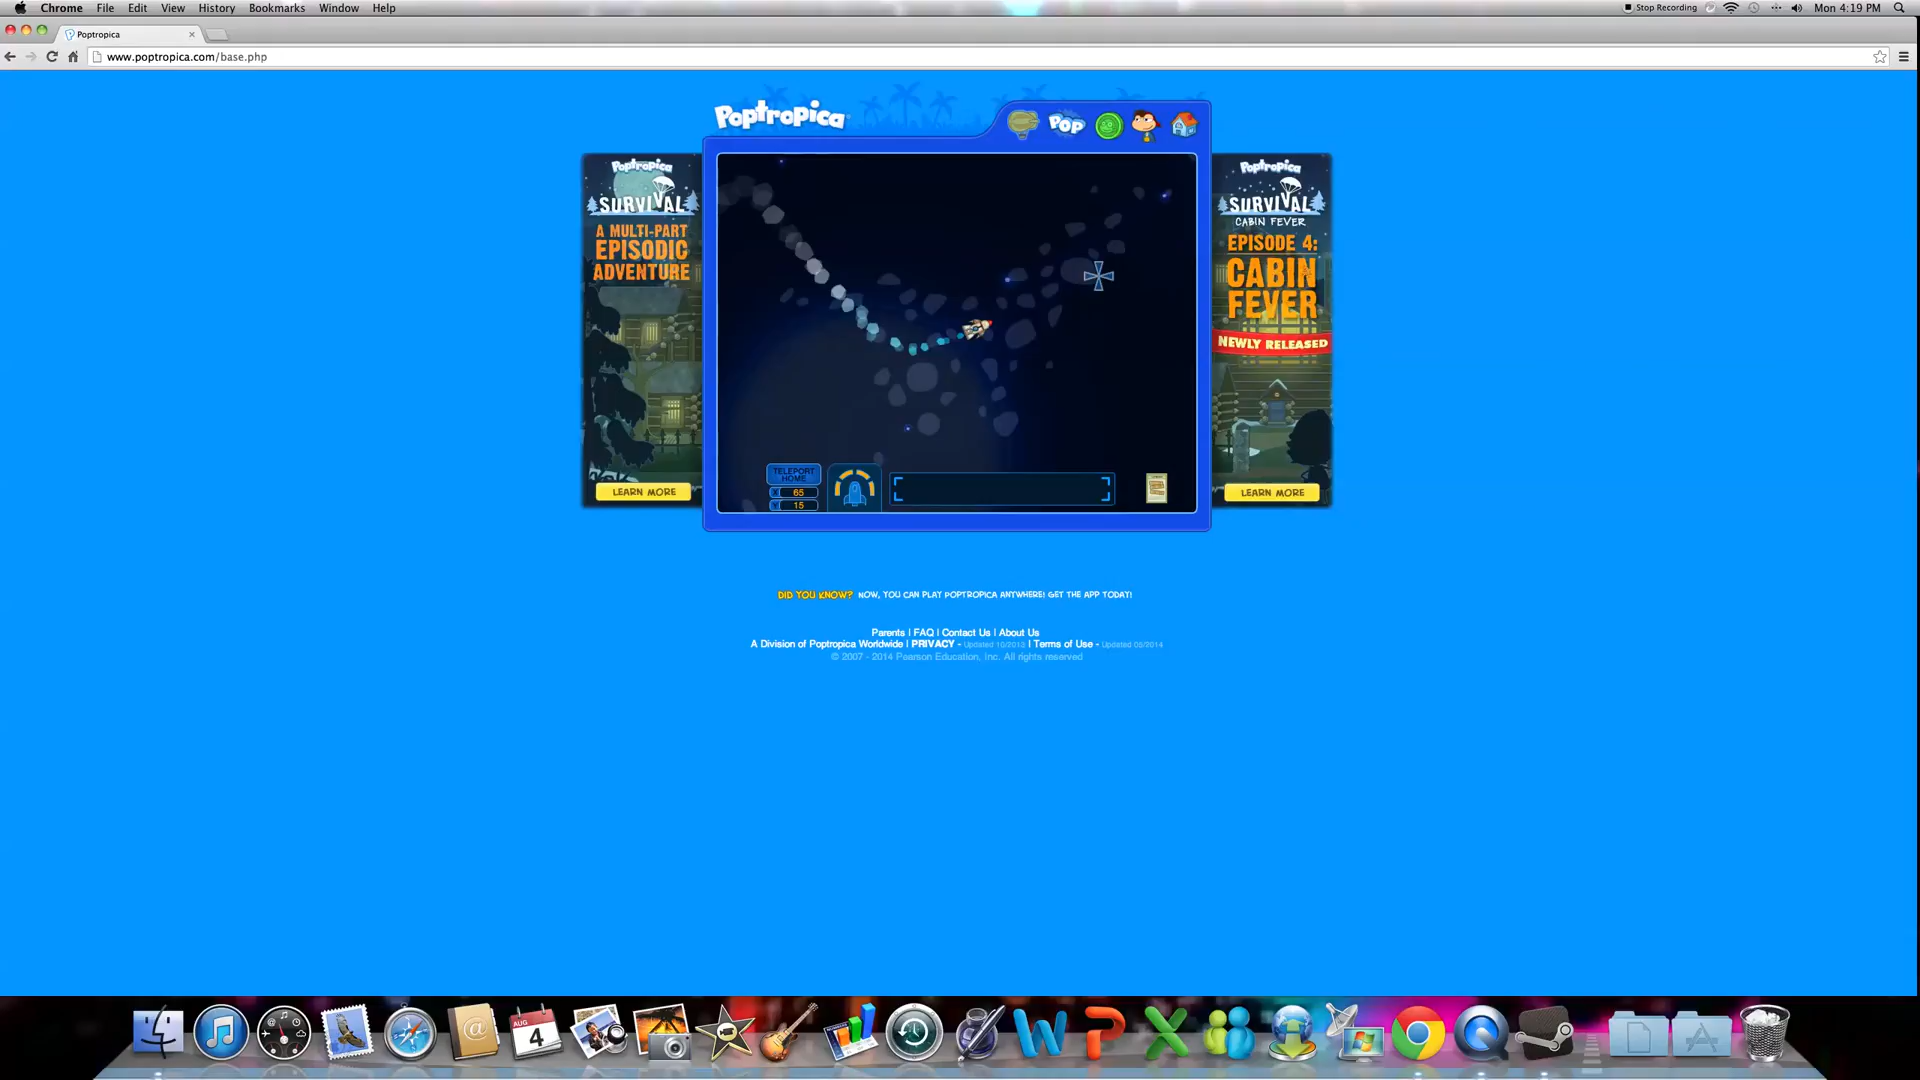 Chrome File Edit View History Bookmarks Window Help
Stop Recording
Mon 4:19 PM
Poptropica
www.poptropica.com/base.php
Poptropica
POP
Poptropica
SURVIVAL
A MULTI-PART
EPISODIC
ADVENTURE
LEARN MORE
TELEPORT
HOME
X 65
Y 15
Poptropica
SURVIVAL
CABIN FEVER
EPISODE 4:
CABIN
FEVER
NEWLY RELEASED
LEARN MORE
DID YOU KNOW? NOW, YOU CAN PLAY POPTROPICA ANYWHERE! GET THE APP TODAY!
Parents | FAQ | Contact Us | About Us
A Division of Poptropica Worldwide | PRIVACY - Updated 10/2012 | Terms of Use - Updated 05/2014
© 2007 - 2014 Pearson Education, Inc. All rights reserved
AUG
4